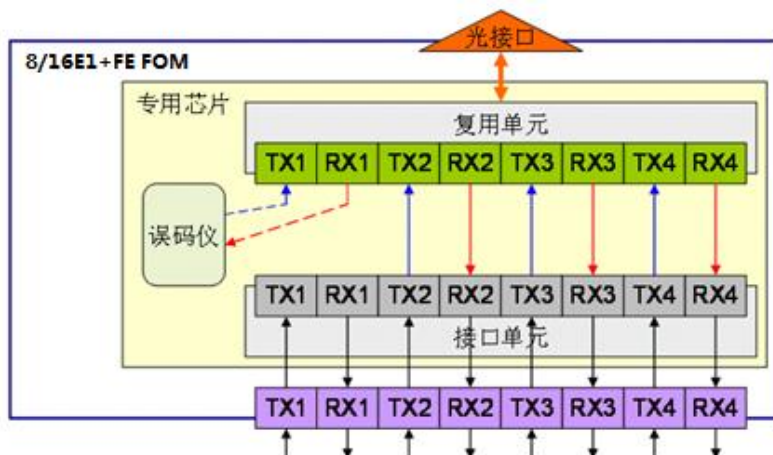 光接口
8/16E1+FE FOM
专用芯片
复用单元
TX1 RX1 TX2 RX2 TX3 RX3 TX4 RX4
误码仪
TX1 RX1 TX2 RX2 TX3 RX3 TX4 RX4
接口单元
TX1 RX1 TX2 RX2 TX3 RX3 TX4 RX4